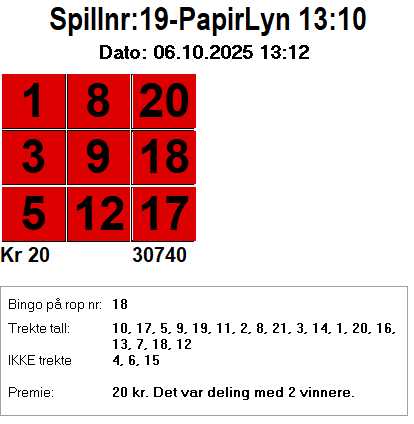 Spillnr:19-PapirLyn 13:10
Dato: 06.10.2025 13:12
1 8 20
3 9 18
5 12 17
Kr 20 30740
Bingo på rop nr: 18
Trekte tall: 10, 17, 5, 9, 19, 11, 2, 8, 21, 3, 14, 1, 20, 16,
13, 7, 18, 12
IKKE trekte 4, 6, 15
Premie: 20 kr. Det var deling med 2 vinnere.